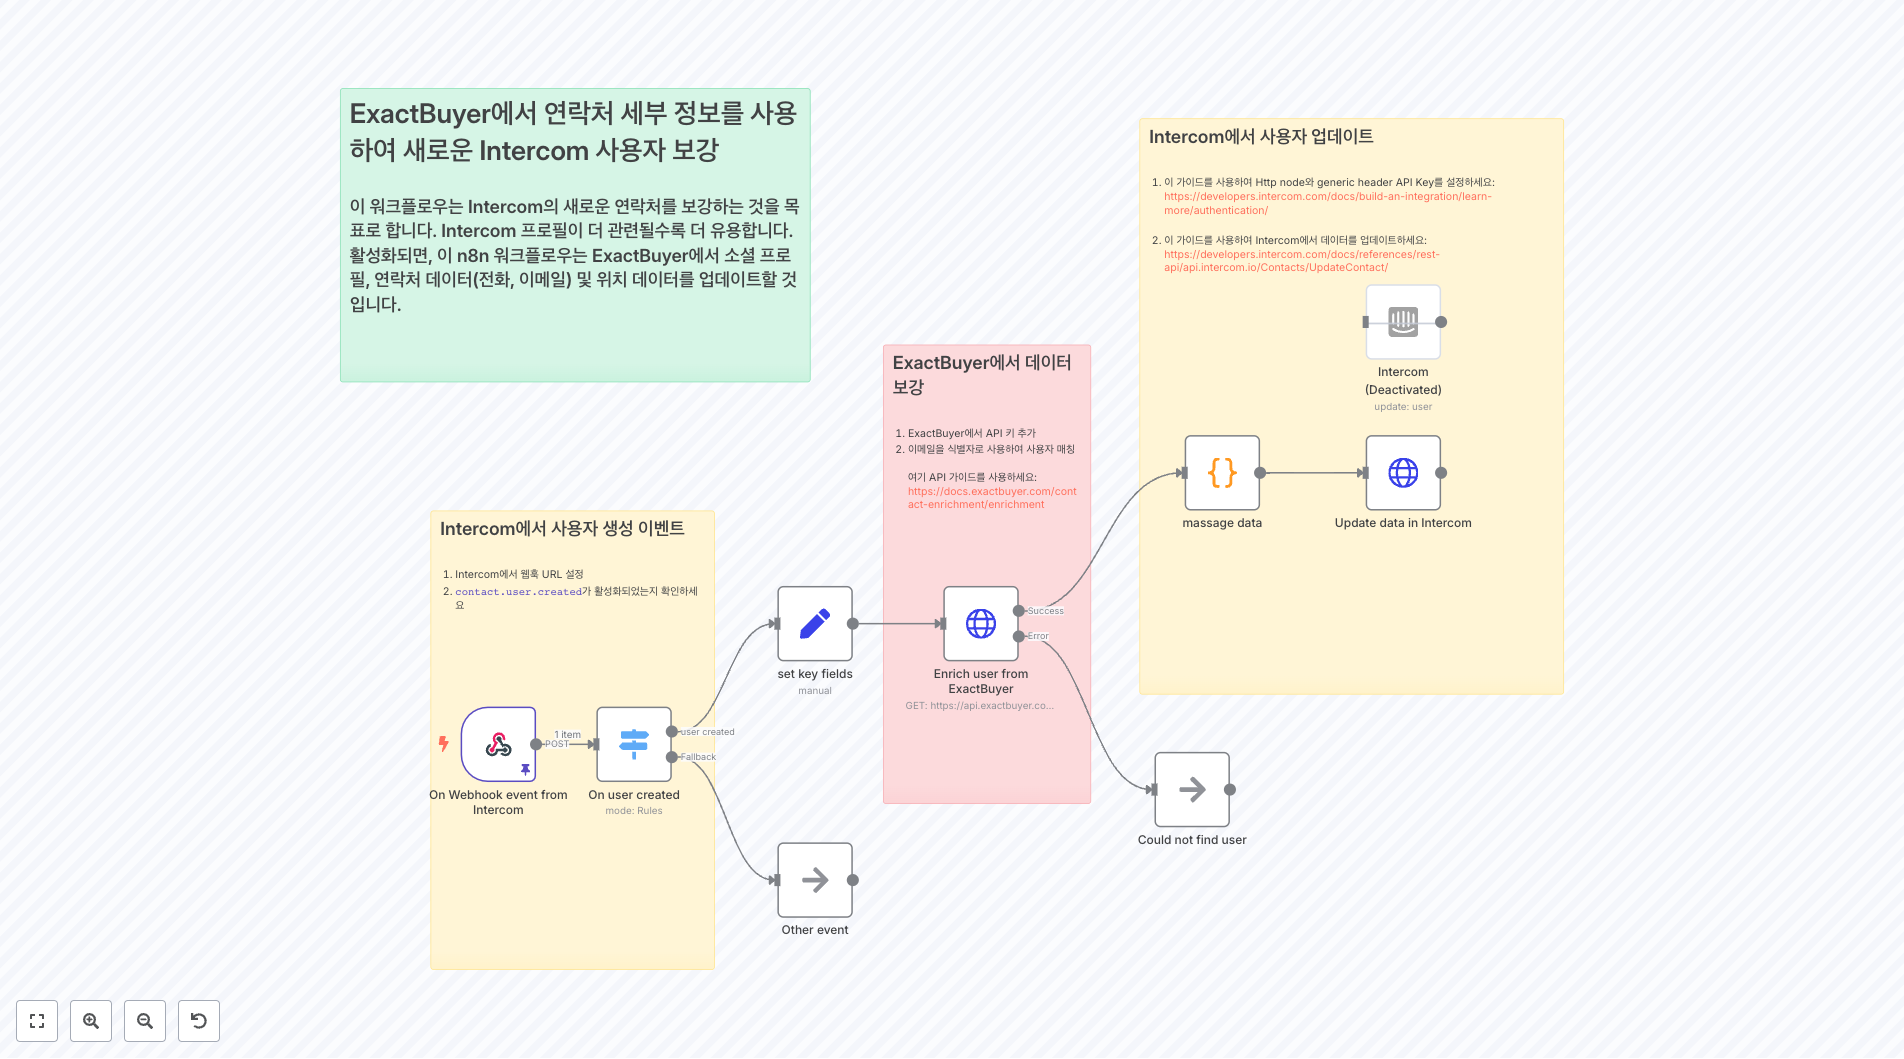 ExactBuyer에서 연락처 세부 정보를 사용
하여 새로운 Intercom 사용자 보강
이 워크플로우는 Intercom의 새로운 연락처를 보강하는 것을 목
표로 합니다. Intercom 프로필이 더 관련될수록 더 유용합니다.
활성화되면, 이 n8n 워크플로우는 ExactBuyer에서 소셜 프로
필, 연락처 데이터(전화, 이메일) 및 위치 데이터를 업데이트할 것
입니다.
Intercom에서 사용자 업데이트
1. 이 가이드를 사용하여 Http node와 generic header API Key를 설정하세요:
https://developers.intercom.com/docs/build-an-integration/learn-
more/authentication/
2. 이 가이드를 사용하여 Intercom에서 데이터를 업데이트하세요:
https://developers.intercom.com/docs/references/rest-
api/api.intercom.io/Contacts/UpdateContact/
Intercom
(Deactivated)
update: user
massage data
Update data in Intercom
ExactBuyer에서 데이터
보강
1. ExactBuyer에서 API 키 추가
2. 이메일을 식별자로 사용하여 사용자 매칭
여기 API 가이드를 사용하세요:
https://docs.exactbuyer.com/cont
act-enrichment/enrichment
Success
Error
Enrich user from
ExactBuyer
GET: https://api.exactbuyer.co...
Intercom에서 사용자 생성 이벤트
1. Intercom에서 웹훅 URL 설정
2. contact.user.created가 활성화되었는지 확인하세
요
set key fields
manual
1 item
POST
user created
Fallback
On Webhook event from
Intercom
On user created
mode: Rules
Could not find user
Other event